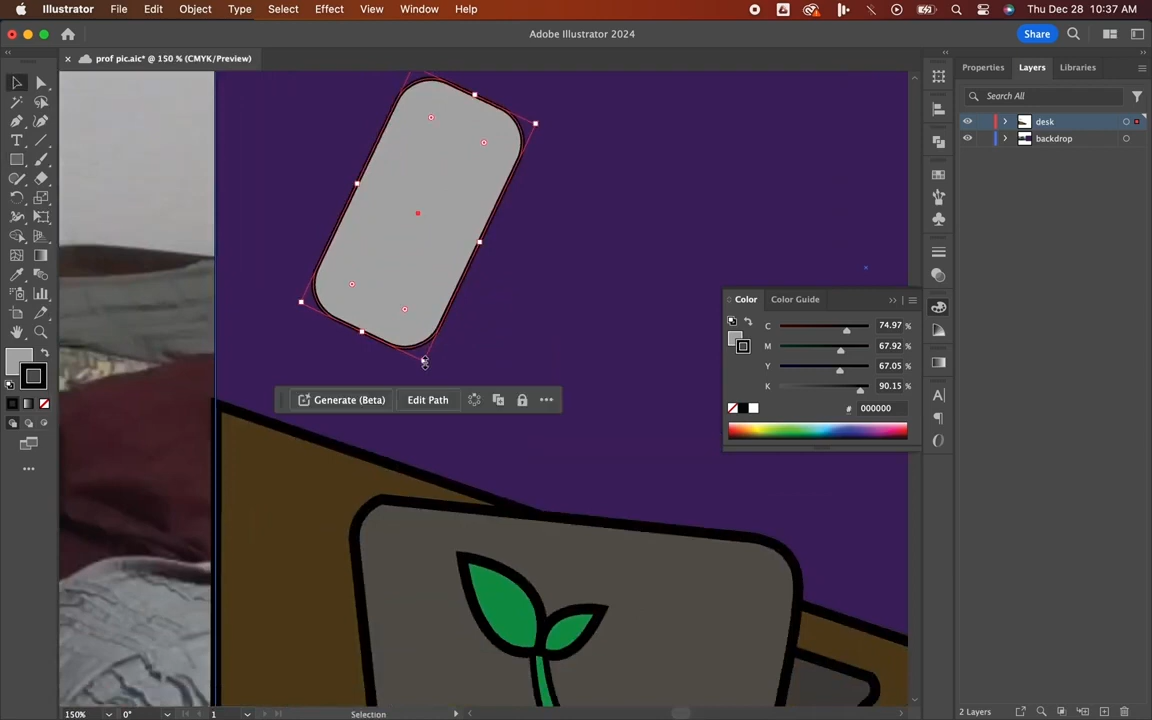 Illustrator File Edit Object Type Select Effect View Window Help
Thu Dec 28 10:37 AM
Adobe Illustrator 2024
Share
prof pic.aic* @ 150 % (CMYK/Preview)
Properties Layers Libraries
Search All
desk
backdrop
Color Color Guide
C 74.97 %
M 67.92 %
Y 67.05 %
K 90.15 %
# 000000
Generate (Beta) Edit Path
150% 0° 1 Selection
2 Layers